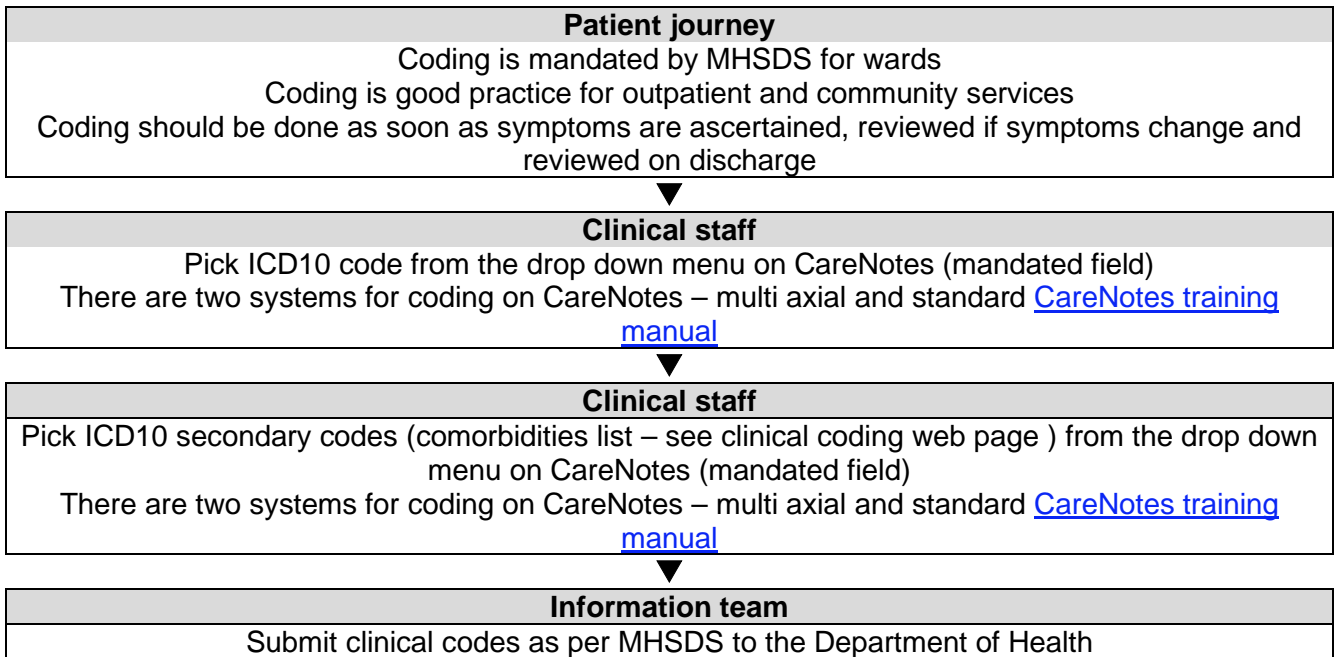 Patient journey
Coding is mandated by MHSDS for wards
Coding is good practice for outpatient and community services
Coding should be done as soon as symptoms are ascertained, reviewed if symptoms change and
reviewed on discharge
Clinical staff
Pick ICD10 code from the drop down menu on CareNotes (mandated field)
There are two systems for coding on CareNotes – multi axial and standard CareNotes training
manual
Clinical staff
Pick ICD10 secondary codes (comorbidities list – see clinical coding web page ) from the drop down
menu on CareNotes (mandated field)
There are two systems for coding on CareNotes – multi axial and standard CareNotes training
manual
Information team
Submit clinical codes as per MHSDS to the Department of Health